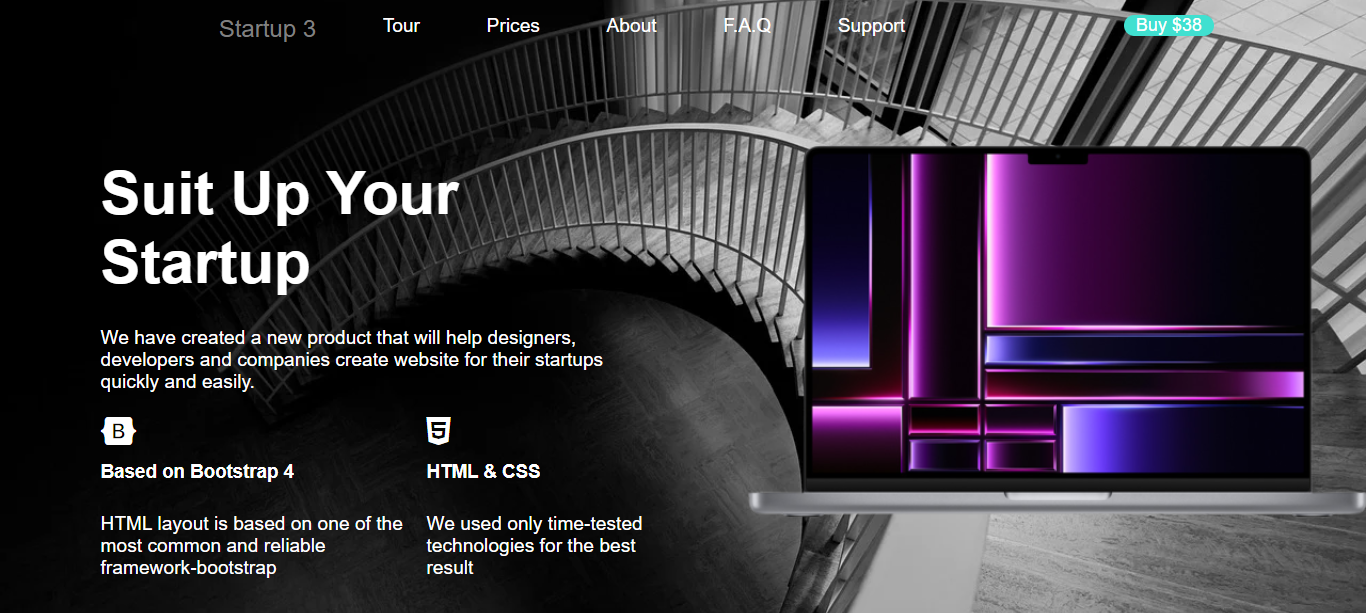 Startup 3
Tour
Prices
About
F.A.Q
Support
Buy $38
Suit Up Your
Startup
We have created a new product that will help designers,
developers and companies create website for their startups
quickly and easily.
B
5
Based on Bootstrap 4
HTML & CSS
HTML layout is based on one of the
most common and reliable
framework-bootstrap
We used only time-tested
technologies for the best
result